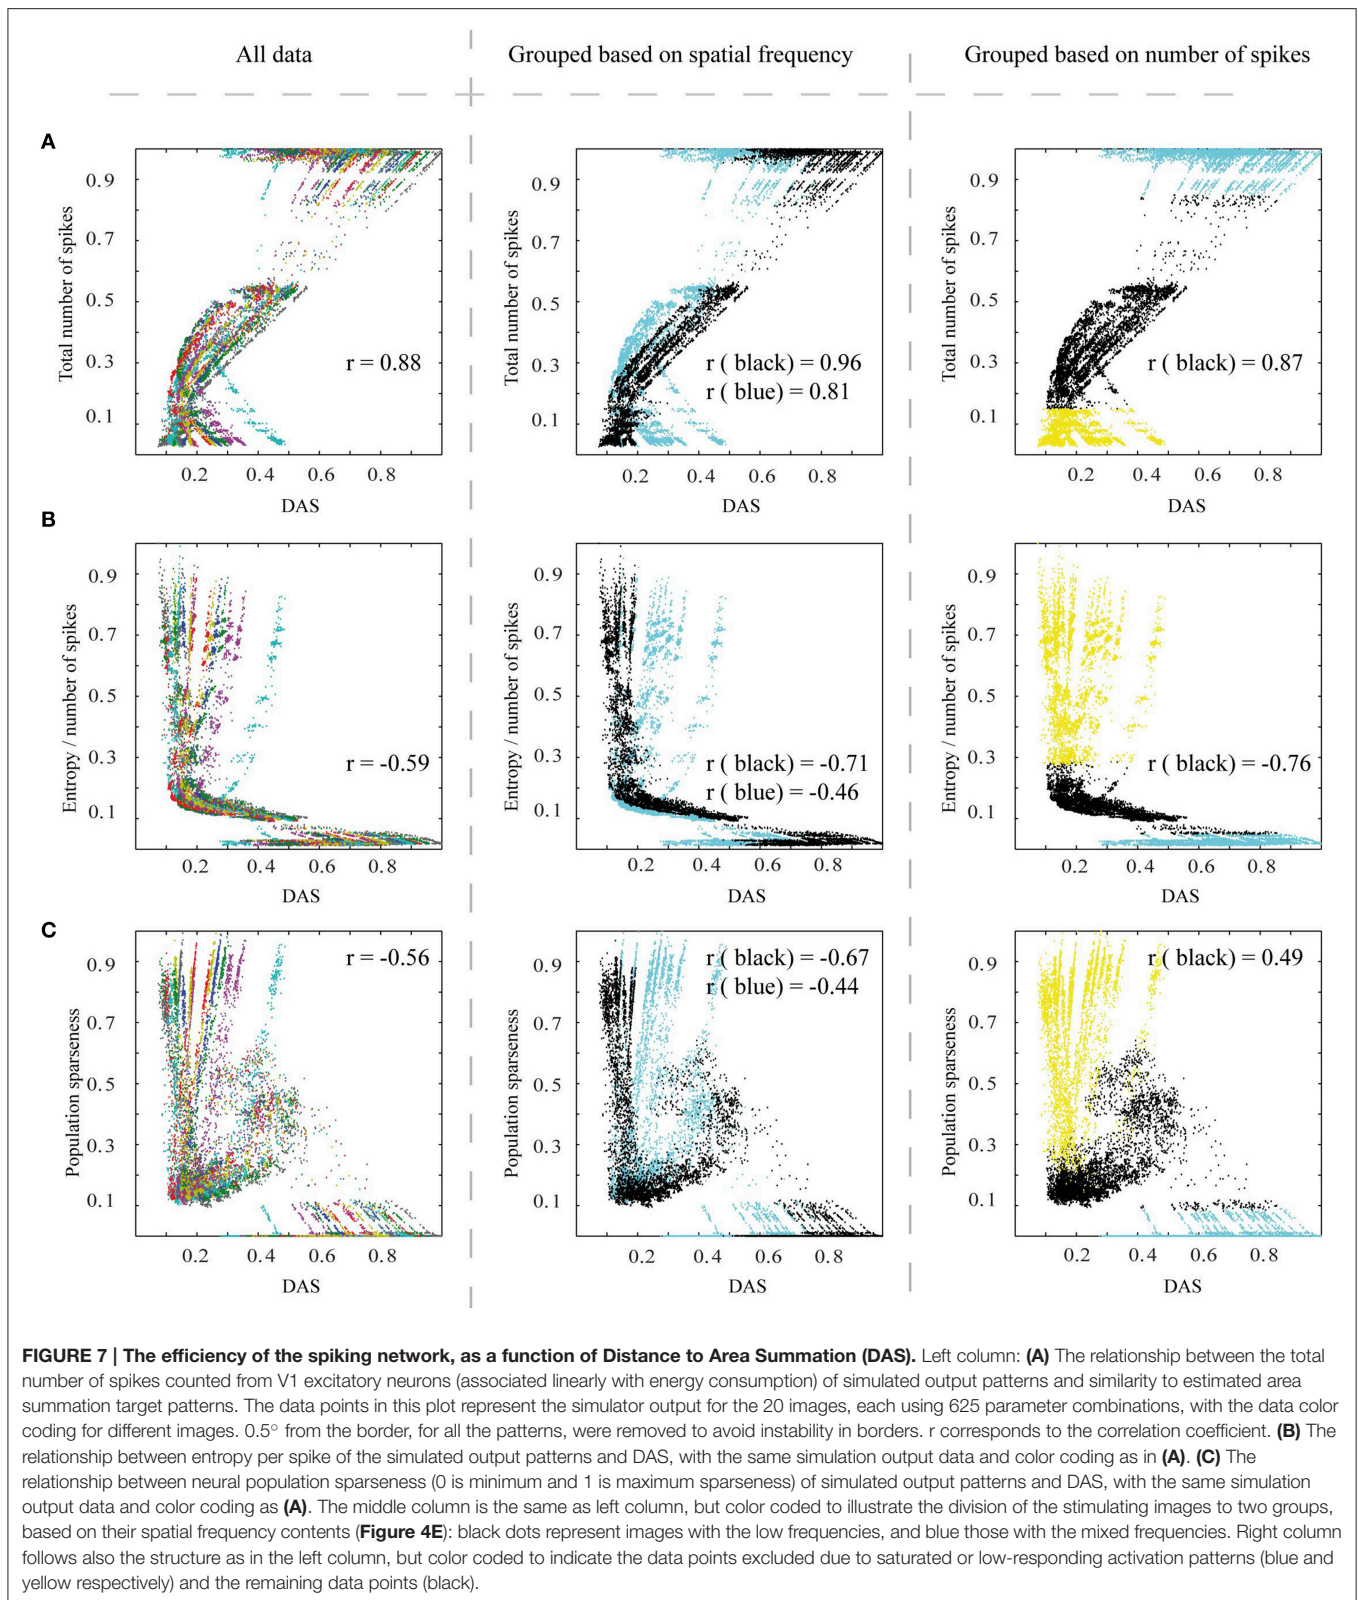 All data
Grouped based on spatial frequency
Grouped based on number of spikes
A
Total number of spikes
0.9
0.7
0.5
0.3
0.1
r = 0.88
0.2
0.4
0.6
0.8
DAS
Total number of spikes
0.9
0.7
0.5
0.3
0.1
r ( black) = 0.96
r ( blue) = 0.81
0.2
0.4
0.6
0.8
DAS
Total number of spikes
0.9
0.7
0.5
0.3
0.1
r ( black) = 0.87
0.2
0.4
0.6
0.8
DAS
B
Entropy / number of spikes
0.9
0.7
0.5
0.3
0.1
r = -0.59
0.2
0.4
0.6
0.8
DAS
Entropy / number of spikes
0.9
0.7
0.5
0.3
0.1
r ( black) = -0.71
r ( blue) = -0.46
0.2
0.4
0.6
0.8
DAS
Entropy / number of spikes
0.9
0.7
0.5
0.3
0.1
r ( black) = -0.76
0.2
0.4
0.6
0.8
DAS
C
Population sparseness
0.9
0.7
0.5
0.3
0.1
r = -0.56
0.2
0.4
0.6
0.8
DAS
Population sparseness
0.9
0.7
0.5
0.3
0.1
r ( black) = -0.67
r ( blue) = -0.44
0.2
0.4
0.6
0.8
DAS
Population sparseness
0.9
0.7
0.5
0.3
0.1
r ( black) = 0.49
0.2
0.4
0.6
0.8
DAS
FIGURE 7 | The efficiency of the spiking network, as a function of Distance to Area Summation (DAS). Left column: (A) The relationship between the total
number of spikes counted from V1 excitatory neurons (associated linearly with energy consumption) of simulated output patterns and similarity to estimated area
summation target patterns. The data points in this plot represent the simulator output for the 20 images, each using 625 parameter combinations, with the data color
coding for different images. 0.5° from the border, for all the patterns, were removed to avoid instability in borders. r corresponds to the correlation coefficient. (B) The
relationship between entropy per spike of the simulated output patterns and DAS, with the same simulation output data and color coding as in (A). (C) The
relationship between neural population sparseness (0 is minimum and 1 is maximum sparseness) of simulated output patterns and DAS, with the same simulation
output data and color coding as (A). The middle column is the same as left column, but color coded to illustrate the division of the stimulating images to two groups,
based on their spatial frequency contents (Figure 4E): black dots represent images with the low frequencies, and blue those with the mixed frequencies. Right column
follows also the structure as in the left column, but color coded to indicate the data points excluded due to saturated or low-responding activation patterns (blue and
yellow respectively) and the remaining data points (black).